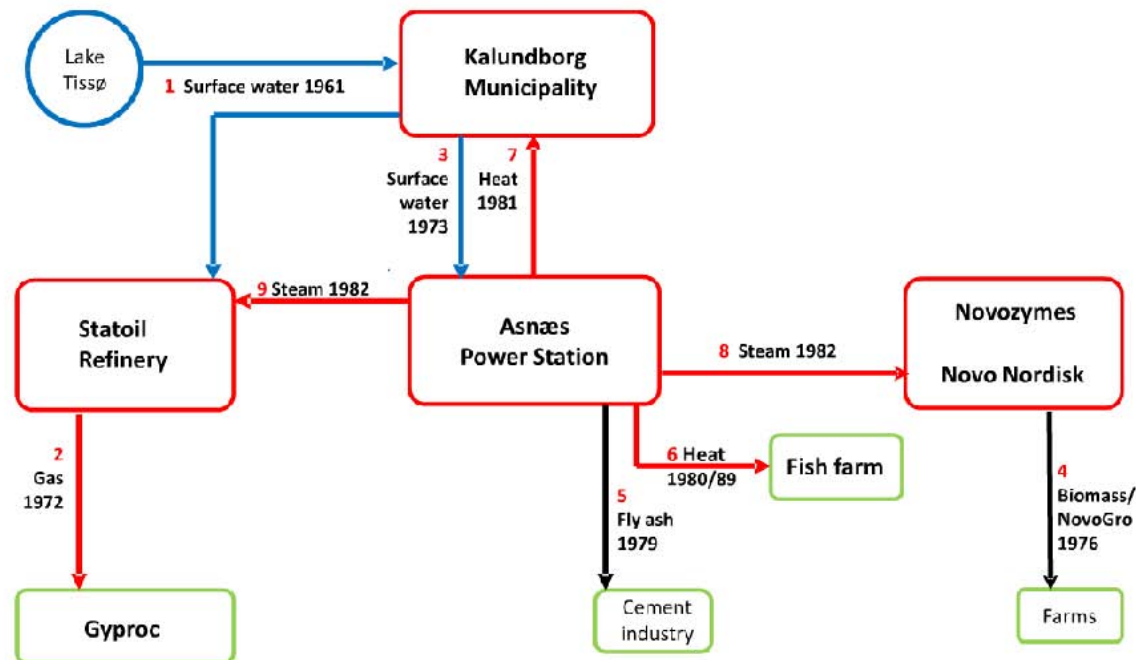 Lake
Tissø
1 Surface water 1961
Kalundborg
Municipality
3
Surface
water
1973
7
Heat
1981
9 Steam 1982
Statoil
Refinery
Asnæs
Power Station
8 Steam 1982
Novozymes
Novo Nordisk
2
Gas
1972
6 Heat
1980/89
Fish farm
5
Fly ash
1979
4
Biomass/
NovoGro
1976
Gyproc
Cement
industry
Farms